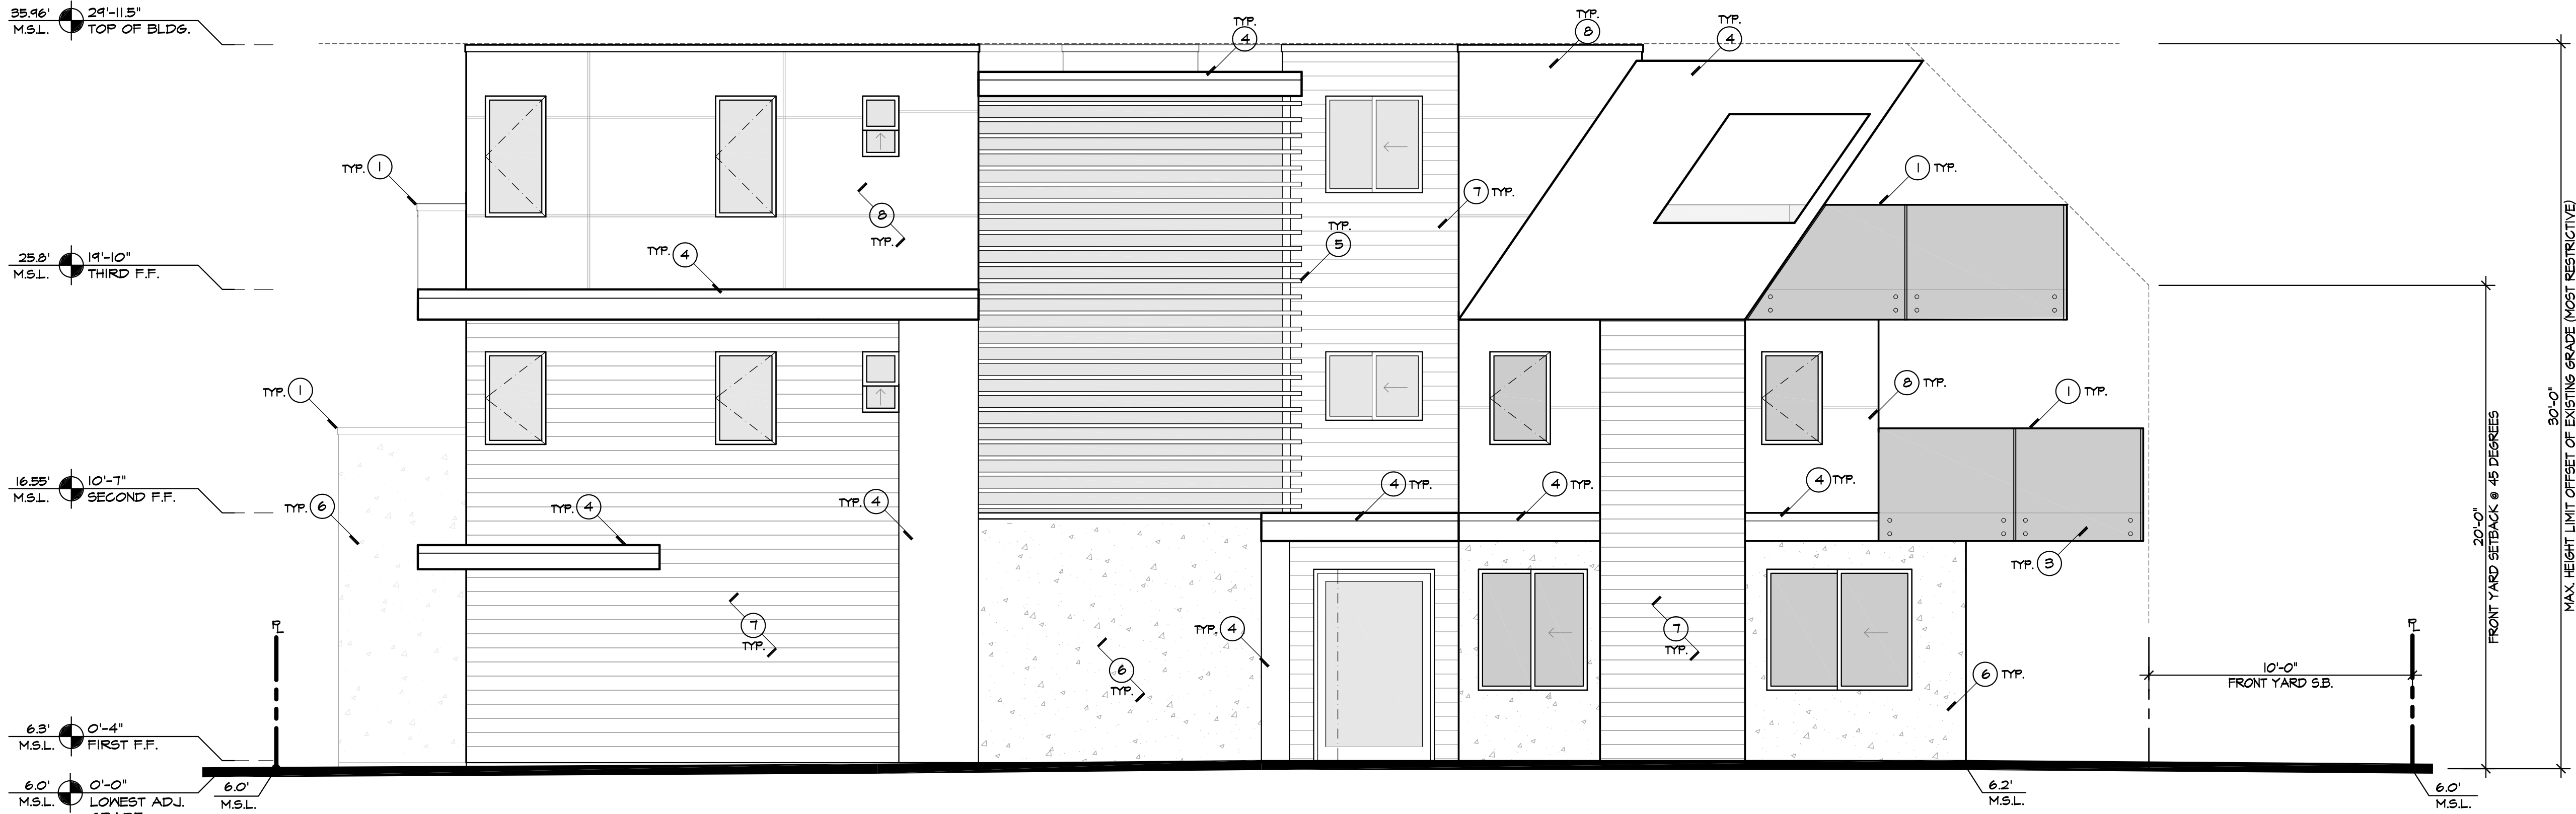 35.96' 29'-11.5"
M.S.L. TOP OF BLDG.
25.8' 19'-10"
M.S.L. THIRD F.F.
16.55' 10'-7"
M.S.L. SECOND F.F.
6.3' 0'-4"
M.S.L. FIRST F.F.
6.0' 0'-0"
M.S.L. LOWEST ADJ.
6.0'
M.S.L.
PL
TYP. 1
TYP. 1
TYP. 6
TYP. 4
8
TYP.
TYP. 4
TYP. 4
7
TYP.
TYP.
4
TYP.
5
7 TYP.
TYP.
8
TYP.
4
1 TYP.
8 TYP.
1 TYP.
4 TYP.
4 TYP.
4 TYP.
TYP. 3
6
TYP.
TYP. 4
7
TYP.
6 TYP.
6.2'
M.S.L.
10'-0"
FRONT YARD S.B.
PL
6.0'
M.S.L.
20'-0"
FRONT YARD SETBACK @ 45 DEGREES
30'-0"
MAX. HEIGHT LIMIT OFFSET OF EXISTING GRADE (MOST RESTRICTIVE)